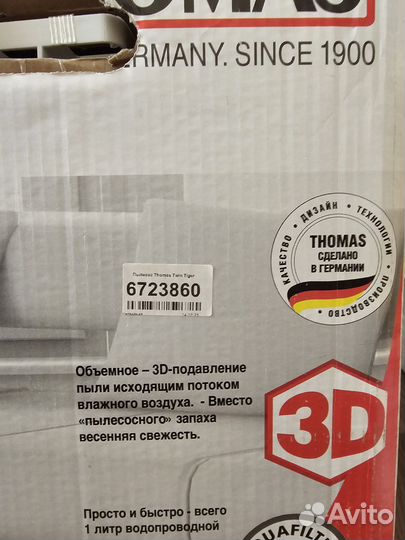 GERMANY. SINCE 1900
КАЧЕСТВО • ДИЗАЙН • ТЕХНОЛОГИИ • ПРОИЗВОДСТВО •
THOMAS
СДЕЛАНО
В ГЕРМАНИИ
Пылесос Thomas Twin Tiger
6723860
Объемное – 3D-подавление
пыли исходящим потоком
влажного воздуха. - Вместо
«пылесосного» запаха
весенняя свежесть.
3D
Просто и быстро - всего
1 литр водопроводной
Avito